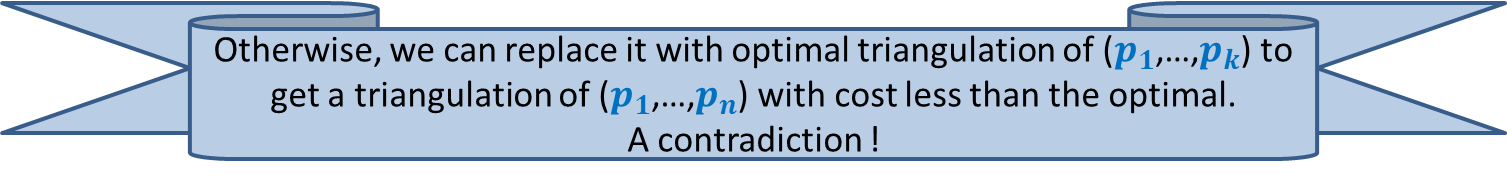 Otherwise, we can replace it with optimal triangulation of (p₁,…,pₖ) to
get a triangulation of (p₁,…,pₙ) with cost less than the optimal.
A contradiction !